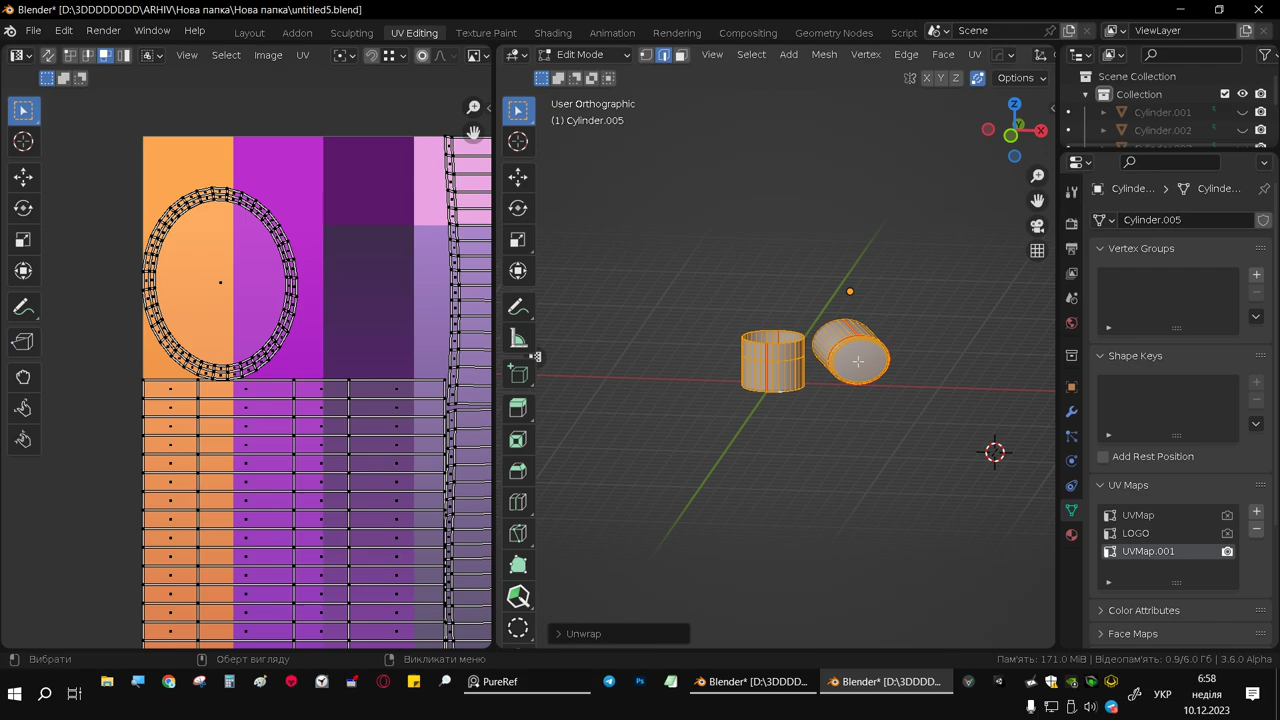 Blender* [D:\3DDDDDDDD\ARHIV\Нова папка\Нова папка\untitled5.blend]
File Edit Render Window Help Layout Addon Sculpting UV Editing Texture Paint Shading Animation Rendering Compositing Geometry Nodes Script Scene ViewLayer
View Select Image UV Edit Mode View Select Add Mesh Vertex Edge Face UV
X Y Z Options
User Orthographic
(1) Cylinder.005
Z
Y
X
Scene Collection
Collection
Cylinder.001
Cylinder.002
Cylinde... Cylinde...
Cylinder.005
Vertex Groups
Shape Keys
Add Rest Position
UV Maps
UVMap
LOGO
UVMap.001
Color Attributes
Face Maps
Unwrap
Вибрати Оберт вигляду Викликати меню Пам'ять: 171.0 MiB | Відеопам'ять: 0.9/6.0 Гб | 3.6.0 Alpha
PureRef Ps Blender* [D:\3DDDD... Blender* [D:\3DDDD...
УКР
6:58
неділя
10.12.2023